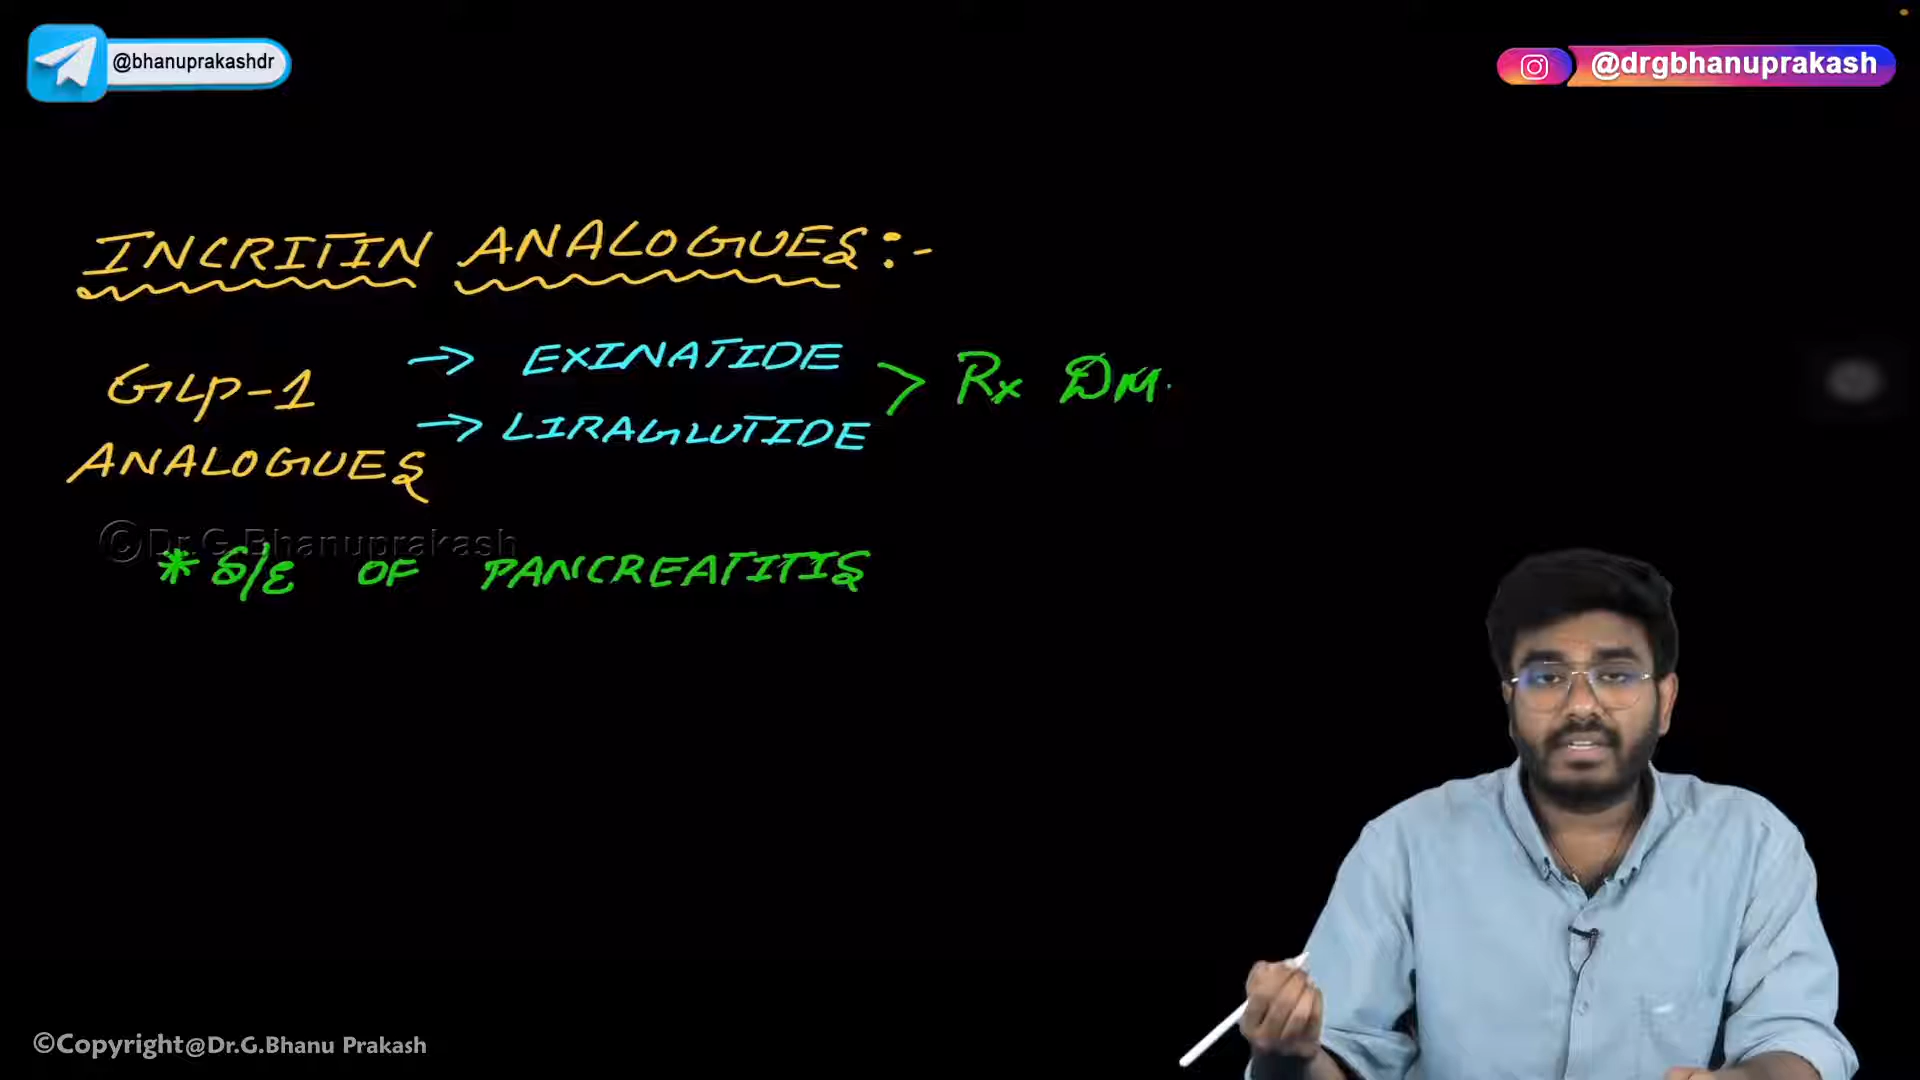 @bhanuprakashdr
@drgbhanuprakash
INCRITIN ANALOGUES:-
GLP-1 → EXINATIDE > Rx DM.
ANALOGUES → LIRAGLUTIDE
©Dr.G.Bhanuprakash
* S/E OF PANCREATITIS
©Copyright@Dr.G.Bhanu Prakash